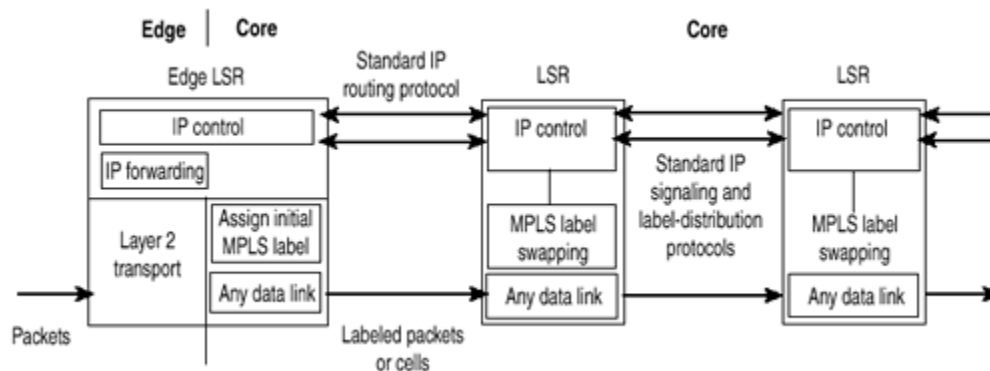 Edge
Core
Core
Edge LSR
Standard IP
routing protocol
LSR
LSR
IP control
IP control
IP control
IP forwarding
Standard IP
signaling and
label-distribution
protocols
Layer 2
transport
Assign initial
MPLS label
MPLS label
swapping
MPLS label
swapping
Any data link
Any data link
Any data link
Packets
Labeled packets
or cells